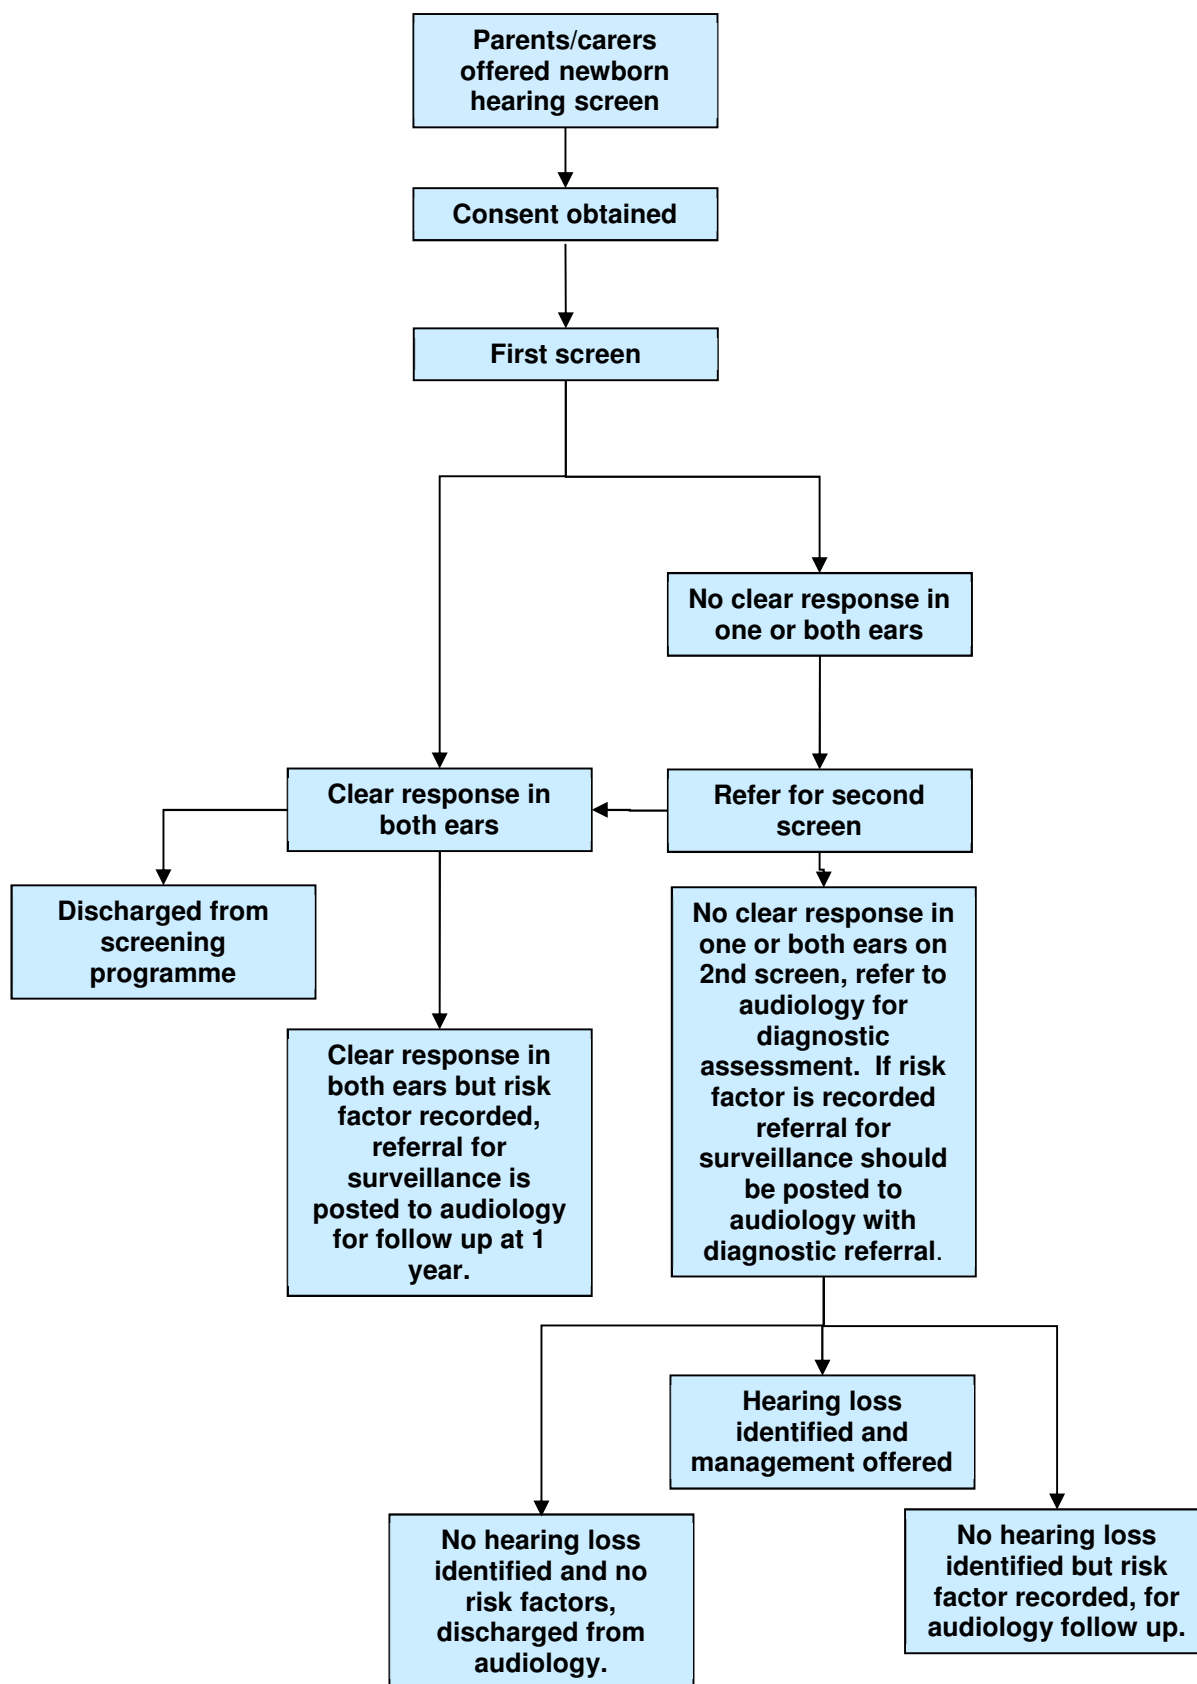 Parents/carers
offered newborn
hearing screen
Consent obtained
First screen
No clear response in
one or both ears
Clear response in
both ears
Refer for second
screen
Discharged from
screening
programme
No clear response in
one or both ears on
2nd screen, refer to
audiology for
diagnostic
assessment.  If risk
factor is recorded
referral for
surveillance should
be posted to
audiology with
diagnostic referral.
Clear response in
both ears but risk
factor recorded,
referral for
surveillance is
posted to audiology
for follow up at 1
year.
Hearing loss
identified and
management offered
No hearing loss
identified and no
risk factors,
discharged from
audiology.
No hearing loss
identified but risk
factor recorded, for
audiology follow up.